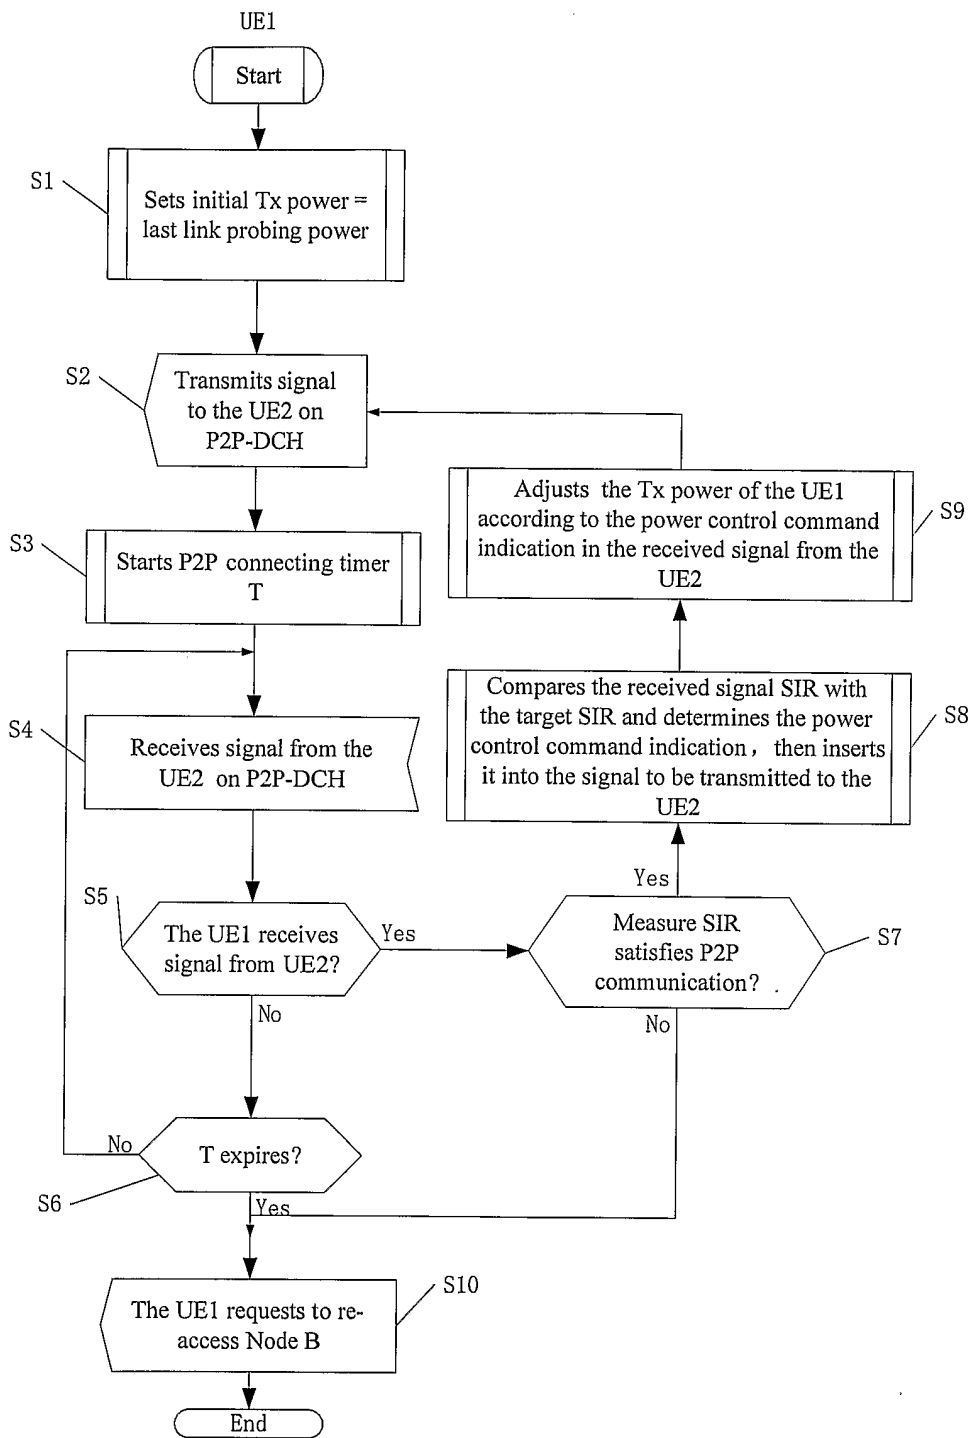 UE1
Start
S1
Sets initial Tx power =
last link probing power
S2
Transmits signal
to the UE2 on
P2P-DCH
S3
Starts P2P connecting timer
T
S4
Receives signal from the
UE2 on P2P-DCH
S5
The UE1 receives
signal from UE2?
Yes
No
S6
T expires?
No
Yes
S7
Measure SIR
satisfies P2P
communication?
Yes
No
S8
Compares the received signal SIR with
the target SIR and determines the power
control command indication, then inserts
it into the signal to be transmitted to the
UE2
S9
Adjusts the Tx power of the UE1
according to the power control command
indication in the received signal from the
UE2
S10
The UE1 requests to re-
access Node B
End